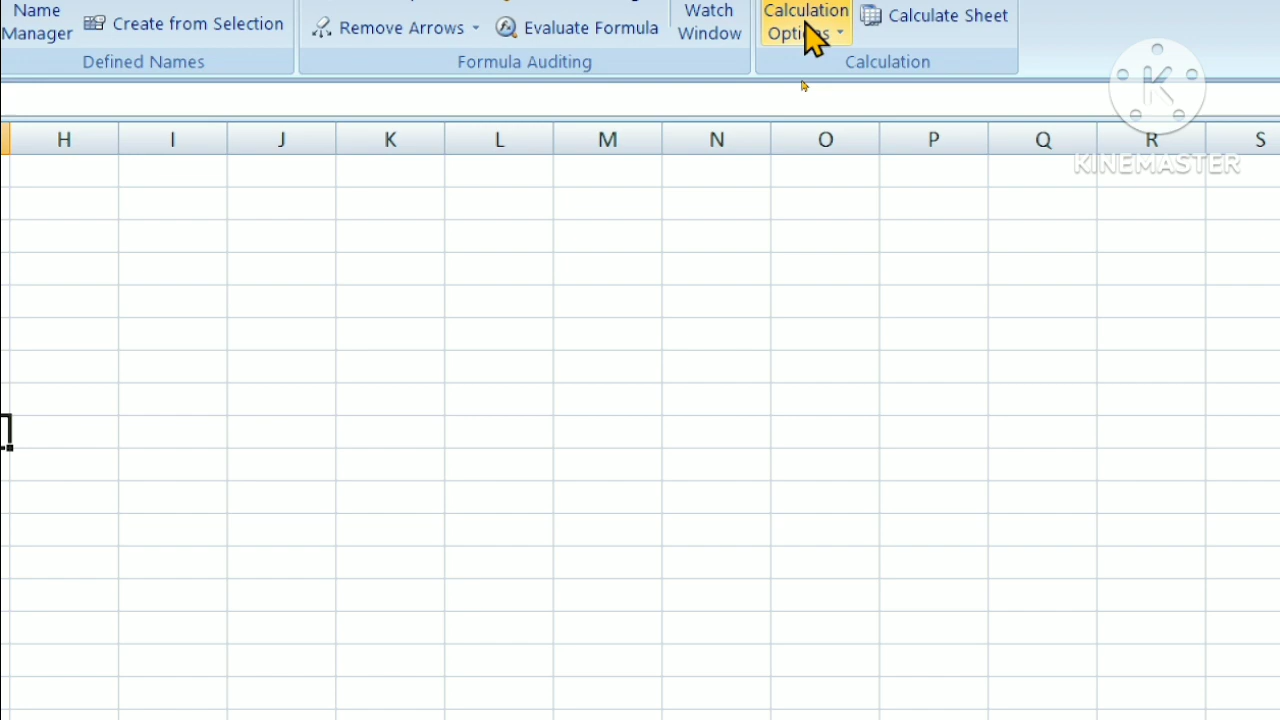 Name
Manager
Create from Selection
Defined Names
Remove Arrows
Evaluate Formula
Formula Auditing
Watch
Window
Calculation
Options
Calculate Sheet
Calculation
K
KINEMASTER
H I J K L M N O P Q R S